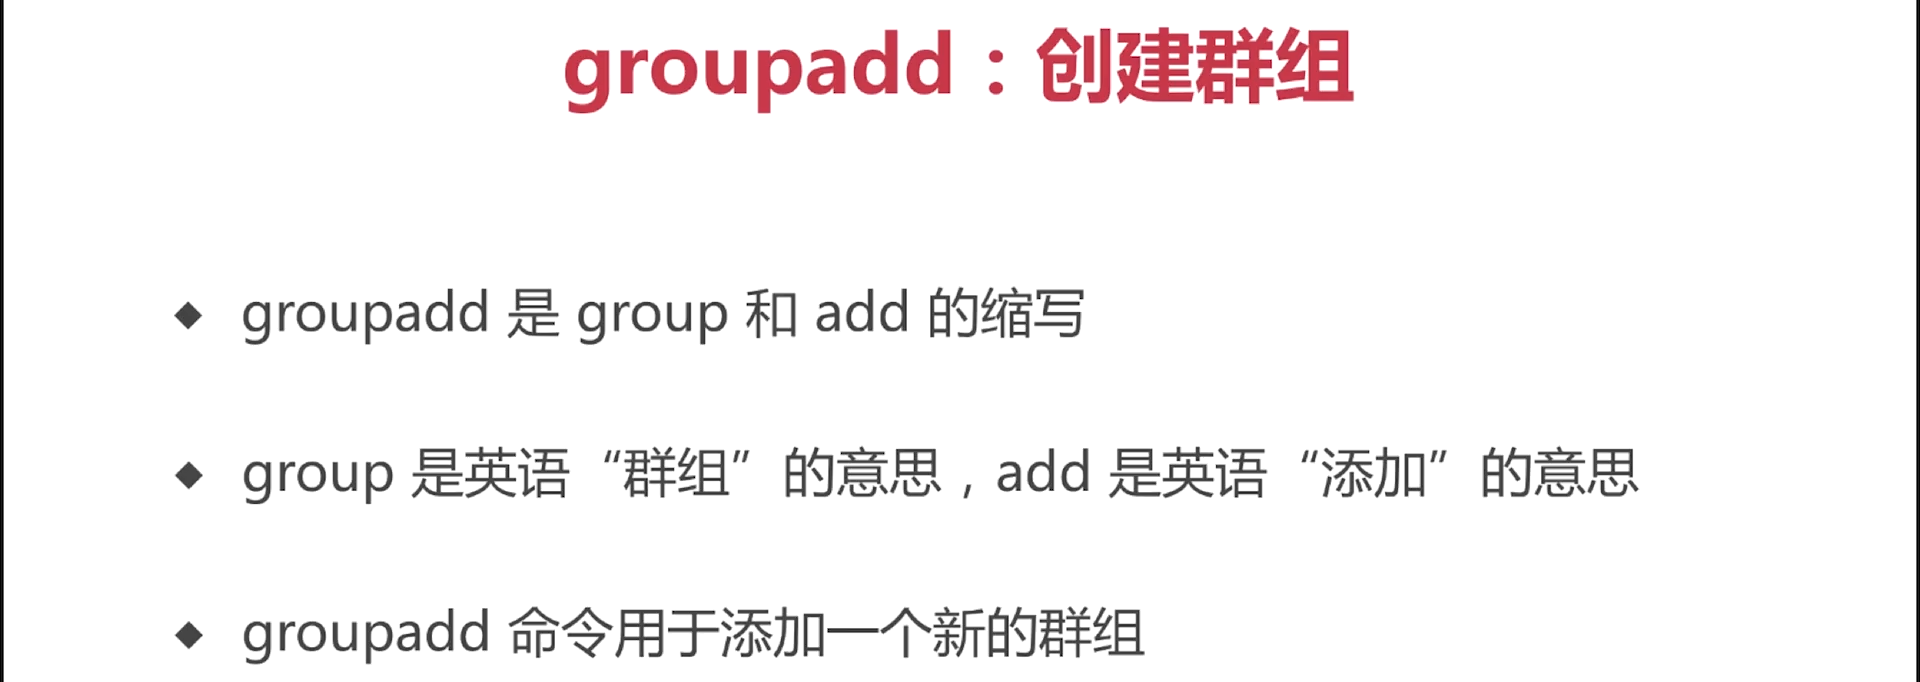 groupadd：创建群组
◆ groupadd 是 group 和 add 的缩写
◆ group 是英语“群组”的意思，add 是英语“添加”的意思
◆ groupadd 命令用于添加一个新的群组